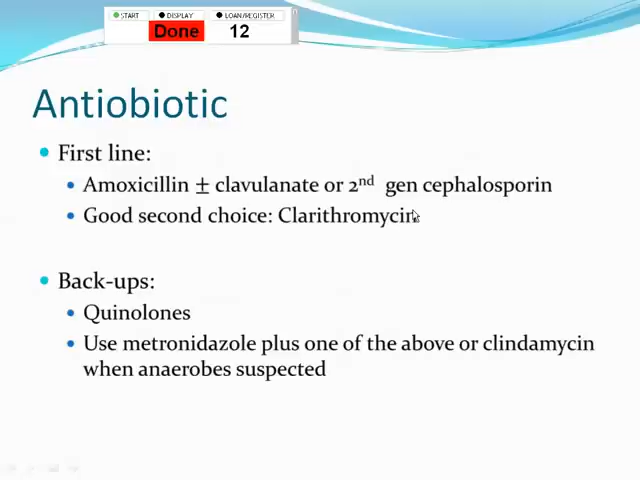 START DISPLAY LOAN/REGISTER
Done 12
Antiobiotic
First line:
Amoxicillin ± clavulanate or 2nd gen cephalosporin
Good second choice: Clarithromycin
Back-ups:
Quinolones
Use metronidazole plus one of the above or clindamycin
when anaerobes suspected